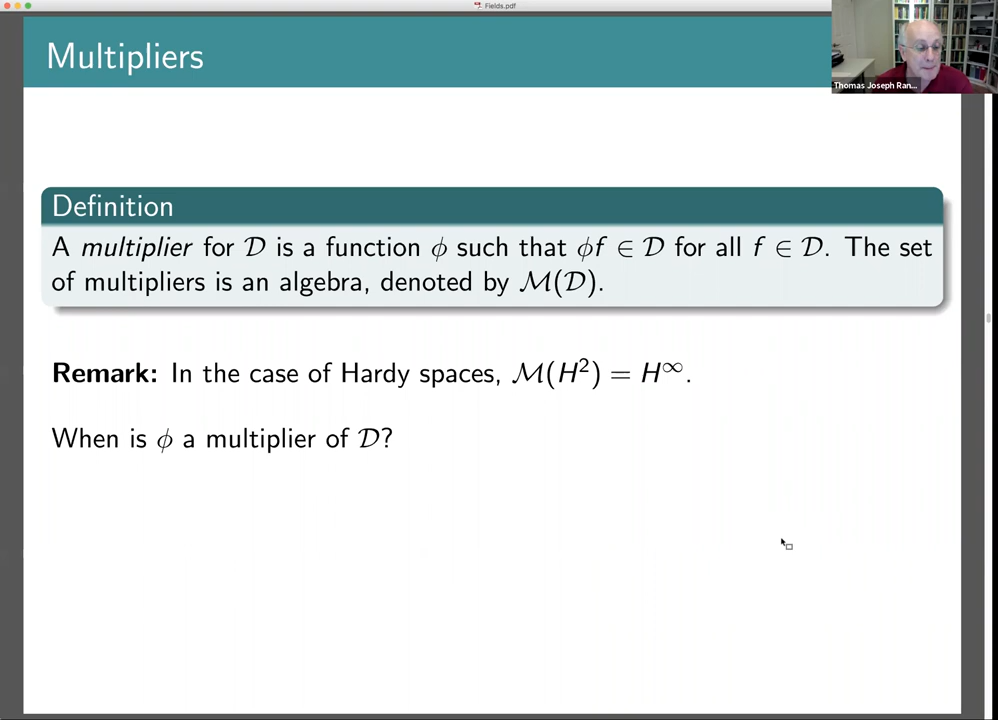 Fields.pdf
Multipliers
Thomas Joseph Ran...
Definition
A multiplier for 𝒟 is a function ϕ such that ϕf ∈ 𝒟 for all f ∈ 𝒟. The set
of multipliers is an algebra, denoted by ℳ(𝒟).
Remark: In the case of Hardy spaces, ℳ(H²) = H^∞.
When is ϕ a multiplier of 𝒟?